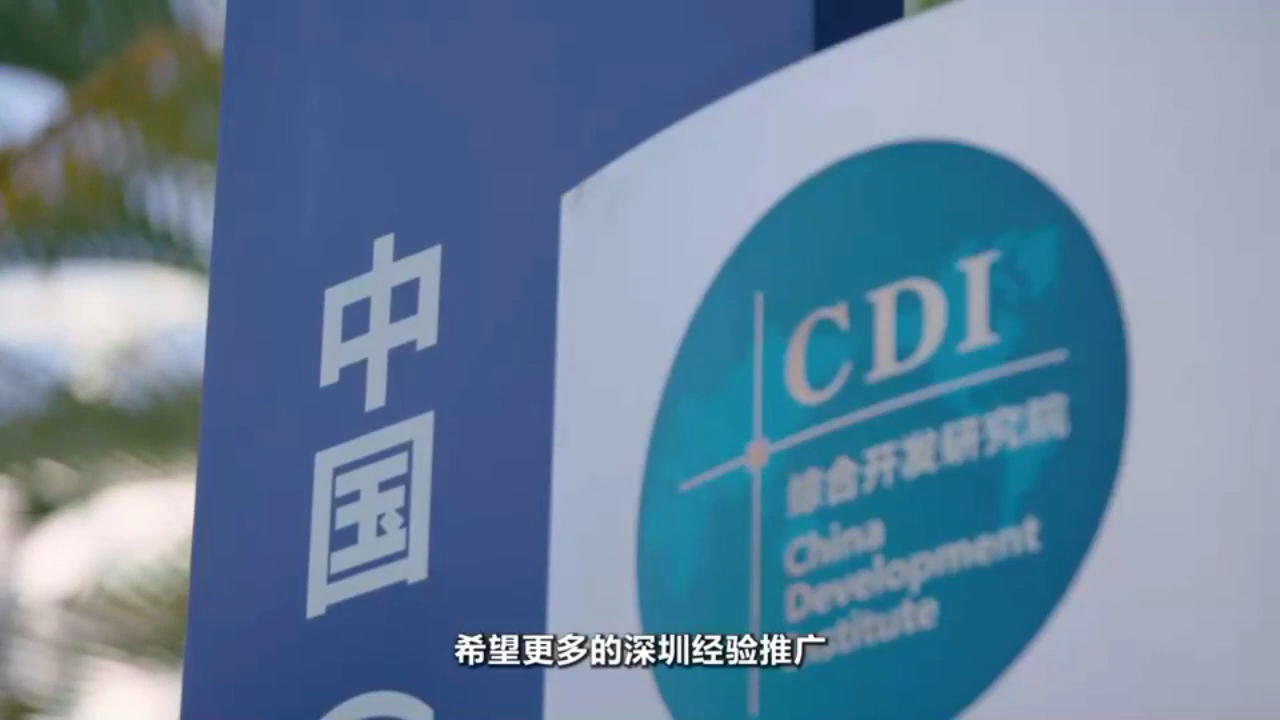 中国
CDI
综合开发研究院
China
Development
Institute
希望更多的深圳经验推广